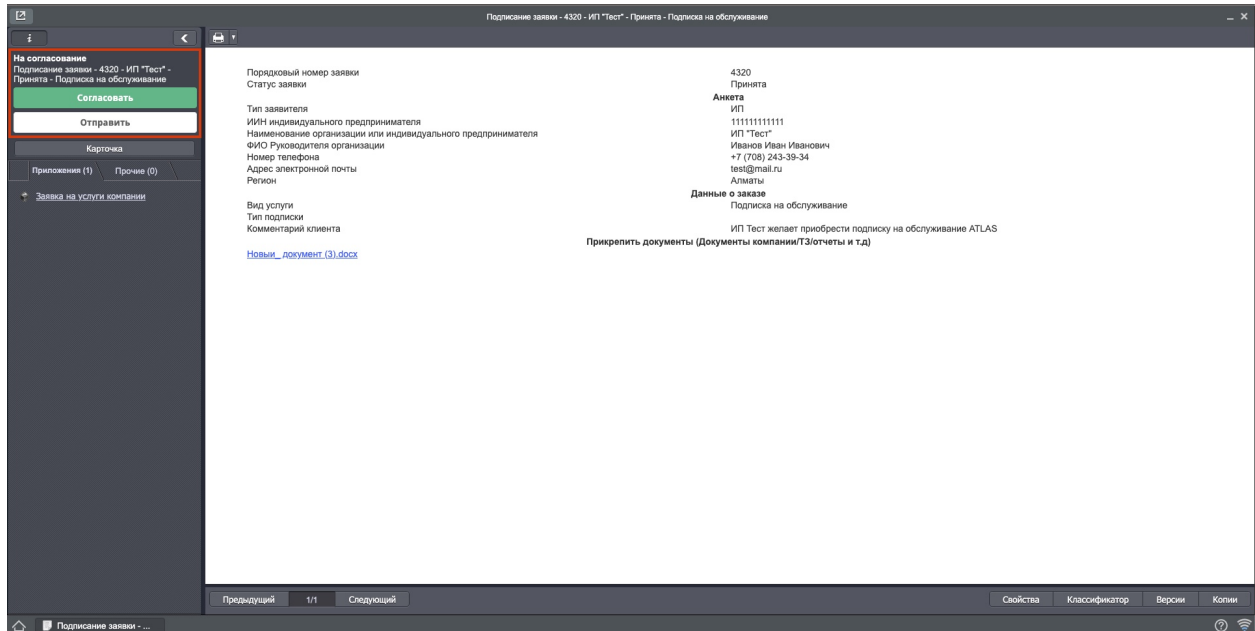 Подписание заявки - 4320 - ИП "Тест" - Принята - Подписка на обслуживание
i
На согласование
Подписание заявки - 4320 - ИП "Тест" -
Принята - Подписка на обслуживание
Согласовать
Отправить
Карточка
Приложения (1) Прочие (0)
Заявка на услуги компании
Порядковый номер заявки 4320
Статус заявки Принята
Анкета
Тип заявителя ИП
ИИН индивидуального предпринимателя 111111111111
Наименование организации или индивидуального предпринимателя ИП "Тест"
ФИО Руководителя организации Иванов Иван Иванович
Номер телефона +7 (708) 243-39-34
Адрес электронной почты test@mail.ru
Регион Алматы
Данные о заказе
Вид услуги Подписка на обслуживание
Тип подписки
Комментарий клиента ИП Тест желает приобрести подписку на обслуживание ATLAS
Прикрепить документы (Документы компании/ТЗ/отчеты и т.д)
Новыи_ документ (3).docx
Предыдущий 1/1 Следующий Свойства Классификатор Версии Копии
Подписание заявки - ...